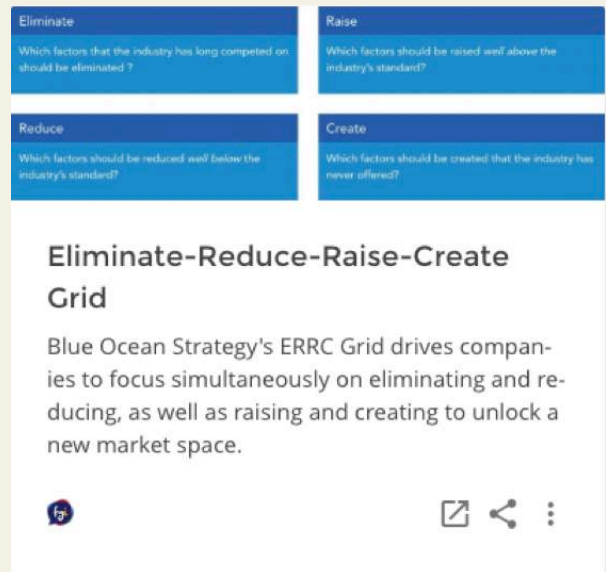 Eliminate
Which factors that the industry has long competed on
should be eliminated ?
Raise
Which factors should be raised well above the
industry's standard?
Reduce
Which factors should be reduced well below the
industry's standard?
Create
Which factors should be created that the industry has
never offered?
Eliminate-Reduce-Raise-Create
Grid
Blue Ocean Strategy's ERRC Grid drives compan-
ies to focus simultaneously on eliminating and re-
ducing, as well as raising and creating to unlock a
new market space.